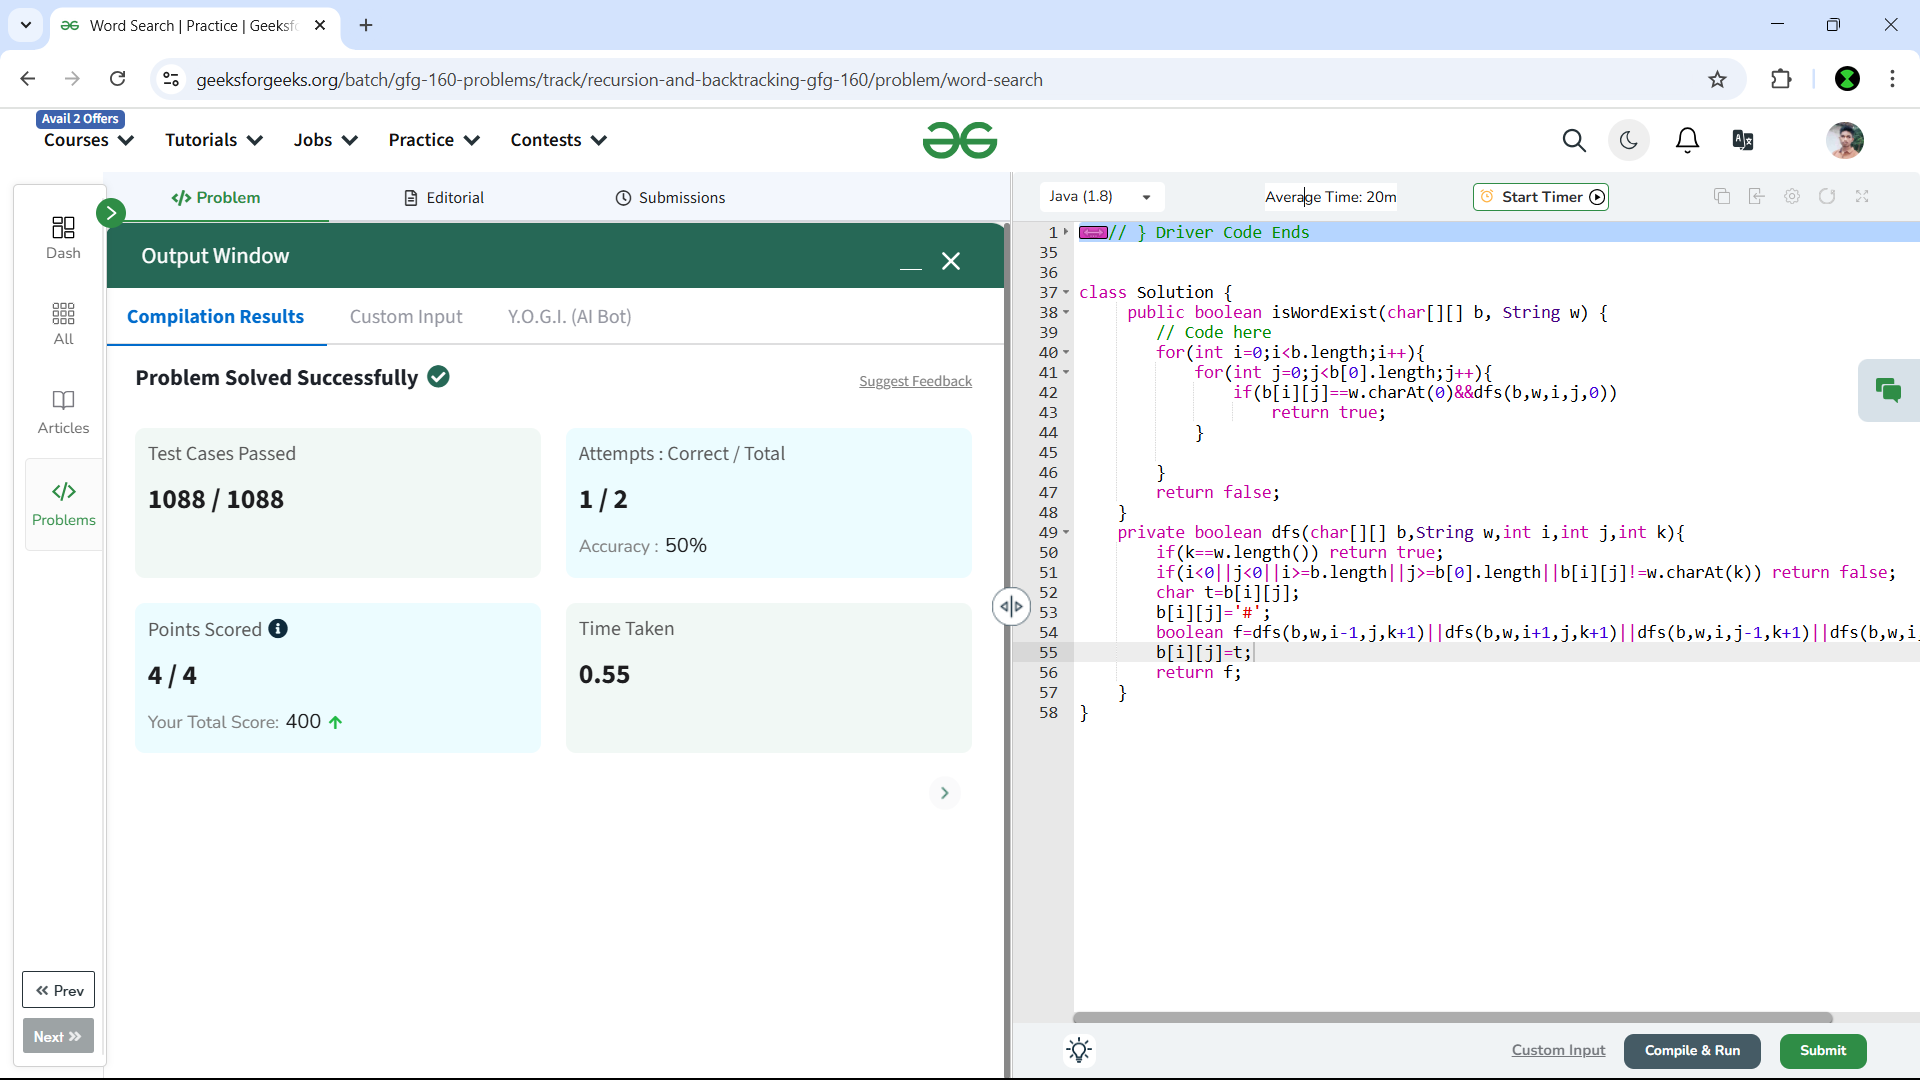 Word Search | Practice | Geeksfo
geeksforgeeks.org/batch/gfg-160-problems/track/recursion-and-backtracking-gfg-160/problem/word-search
Avail 2 Offers
Courses
Tutorials
Jobs
Practice
Contests
Dash
All
Articles
Problems
Prev
Next
Problem
Editorial
Submissions
Output Window
Compilation Results
Custom Input
Y.O.G.I. (AI Bot)
Problem Solved Successfully
Suggest Feedback
Test Cases Passed
1088 / 1088
Attempts : Correct / Total
1 / 2
Accuracy : 50%
Points Scored
4 / 4
Your Total Score: 400
Time Taken
0.55
Java (1.8)
Average Time: 20m
Start Timer
1 // } Driver Code Ends
35
36
37 class Solution {
38 public boolean isWordExist(char[][] b, String w) {
39 // Code here
40 for(int i=0;i<b.length;i++){
41 for(int j=0;j<b[0].length;j++){
42 if(b[i][j]==w.charAt(0)&&dfs(b,w,i,j,0))
43 return true;
44 }
45
46 }
47 return false;
48 }
49 private boolean dfs(char[][] b,String w,int i,int j,int k){
50 if(k==w.length()) return true;
51 if(i<0||j<0||i>=b.length||j>=b[0].length||b[i][j]!=w.charAt(k)) return false;
52 char t=b[i][j];
53 b[i][j]='#';
54 boolean f=dfs(b,w,i-1,j,k+1)||dfs(b,w,i+1,j,k+1)||dfs(b,w,i,j-1,k+1)||dfs(b,w,i,
55 b[i][j]=t;
56 return f;
57 }
58 }
Custom Input
Compile & Run
Submit